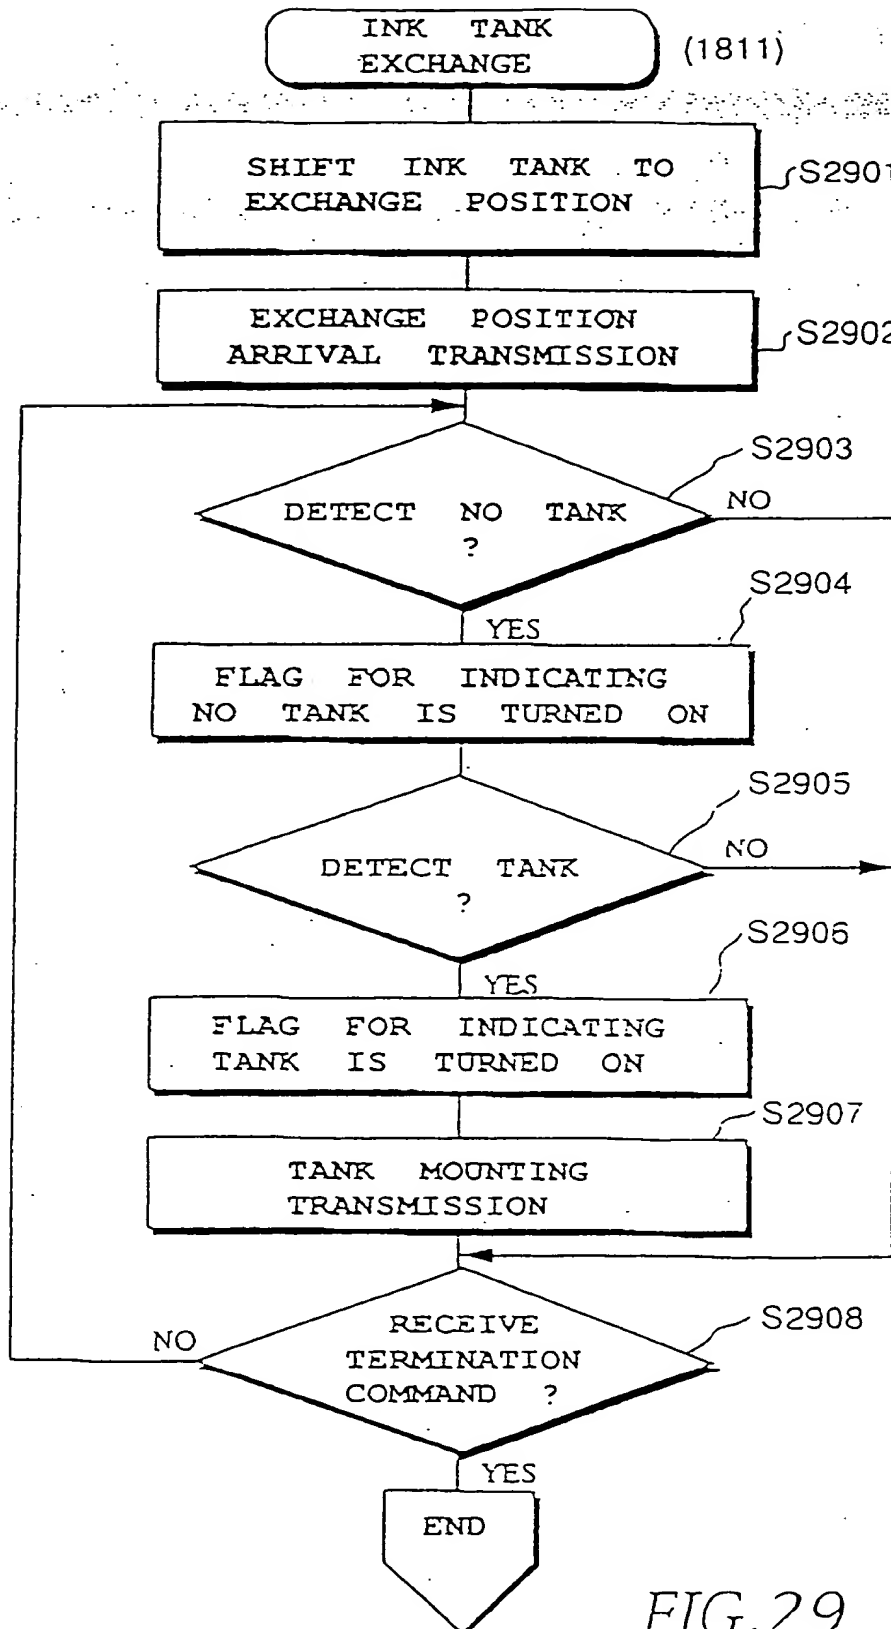 INK TANK
EXCHANGE
(1811)
SHIFT INK TANK TO
EXCHANGE POSITION
S2901
EXCHANGE POSITION
ARRIVAL TRANSMISSION
S2902
S2903
DETECT NO TANK
?
NO
YES
S2904
FLAG FOR INDICATING
NO TANK IS TURNED ON
S2905
DETECT TANK
?
NO
YES
S2906
FLAG FOR INDICATING
TANK IS TURNED ON
S2907
TANK MOUNTING
TRANSMISSION
S2908
RECEIVE
TERMINATION
COMMAND ?
NO
YES
END
FIG.29